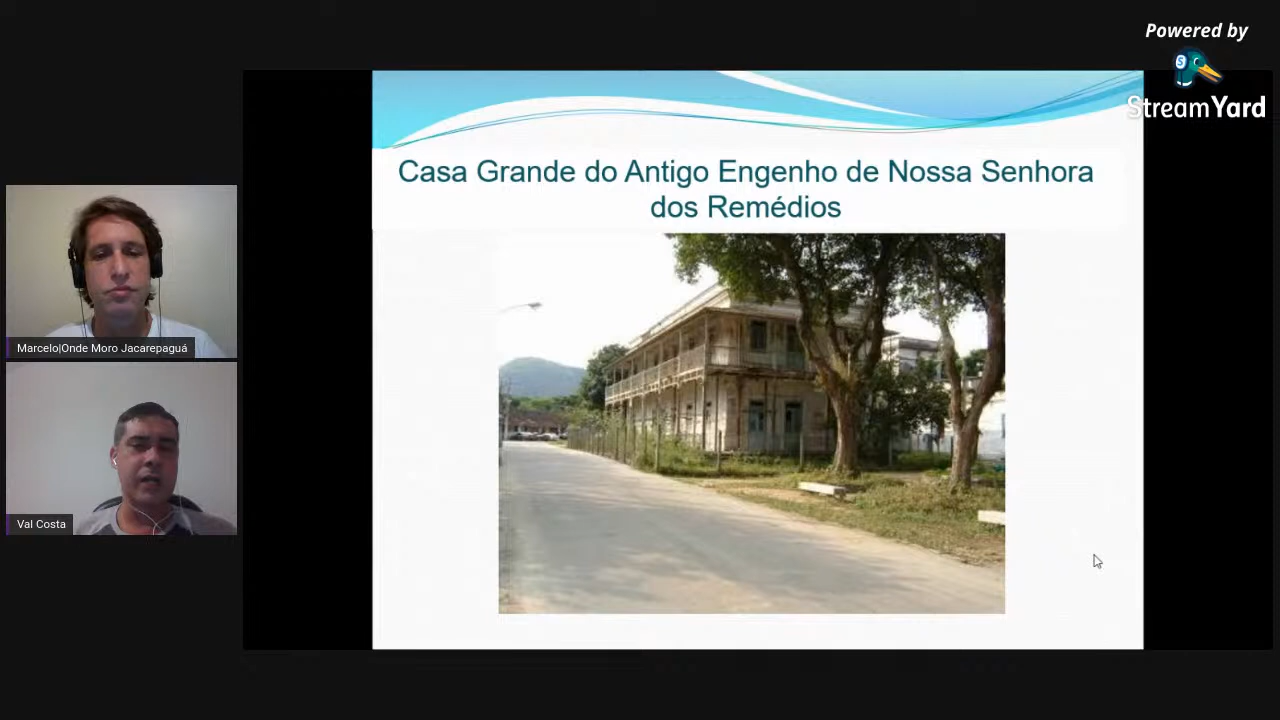 Powered by
StreamYard
Casa Grande do Antigo Engenho de Nossa Senhora
dos Remédios
Marcelo|Onde Moro Jacarepaguá
Val Costa